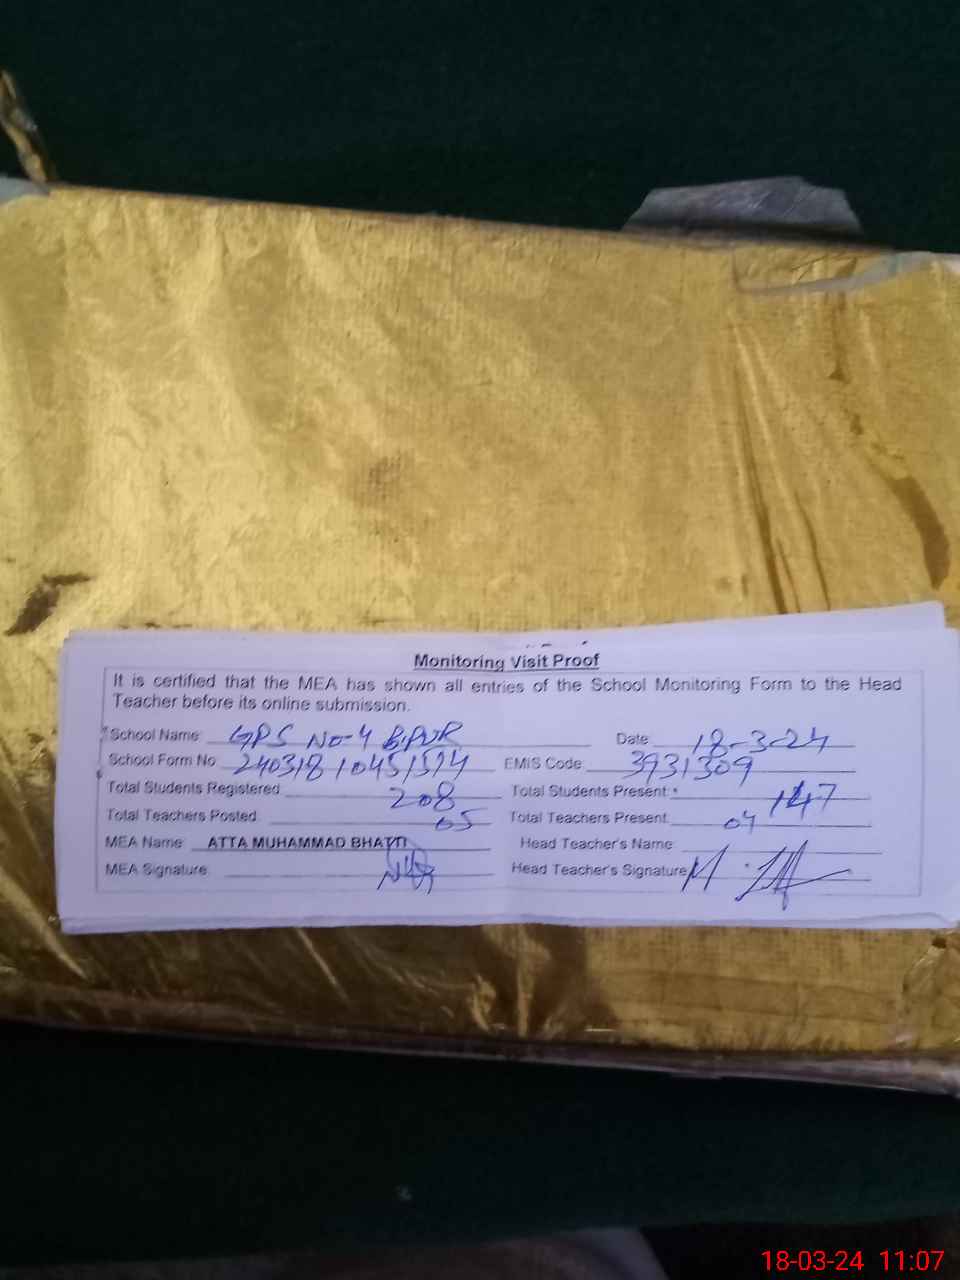 Monitoring Visit Proof
It is certified that the MEA has shown all entries of the School Monitoring Form to the Head
Teacher before its online submission.
School Name: GPS No-4 B.PUR Date: 18-3-24
School Form No: 24031810451514 EMIS Code: 3931309
Total Students Registered: 208 Total Students Present: 147
Total Teachers Posted: 05 Total Teachers Present: 04
MEA Name: ATTA MUHAMMAD BHATTI Head Teacher's Name:
MEA Signature: Head Teacher's Signature
18-03-24 11:07